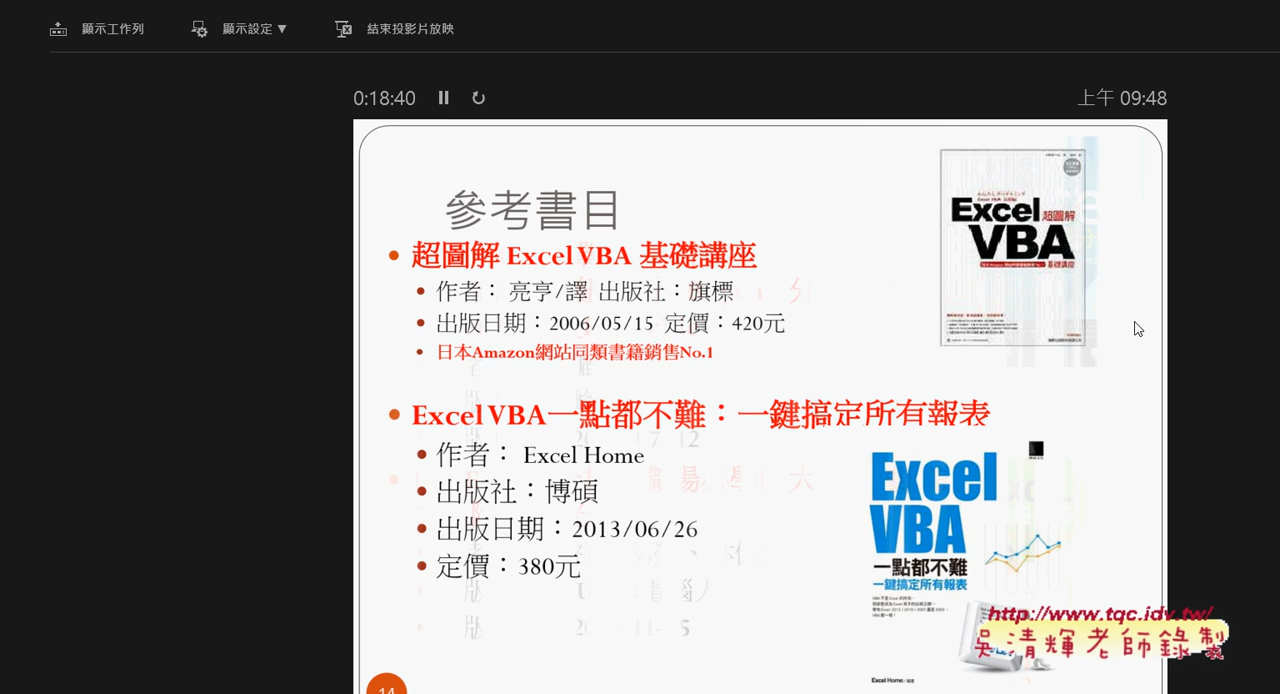 顯示工作列
顯示設定 ▼
結束投影片放映
0:18:40
上午 09:48
參考書目
• 超圖解 Excel VBA 基礎講座
• 作者： 亮亨/譯 出版社：旗標
• 出版日期：2006/05/15 定價：420元
• 日本Amazon網站同類書籍銷售No.1
Excel 超圖解
VBA
基礎講座
• Excel VBA一點都不難：一鍵搞定所有報表
• 作者： Excel Home
• 出版社：博碩
• 出版日期：2013/06/26
• 定價：380元
Excel
VBA
一點都不難
一鍵搞定所有報表
Excel Home
http://www.tqc.idv.tw/
吳清輝老師錄製
14